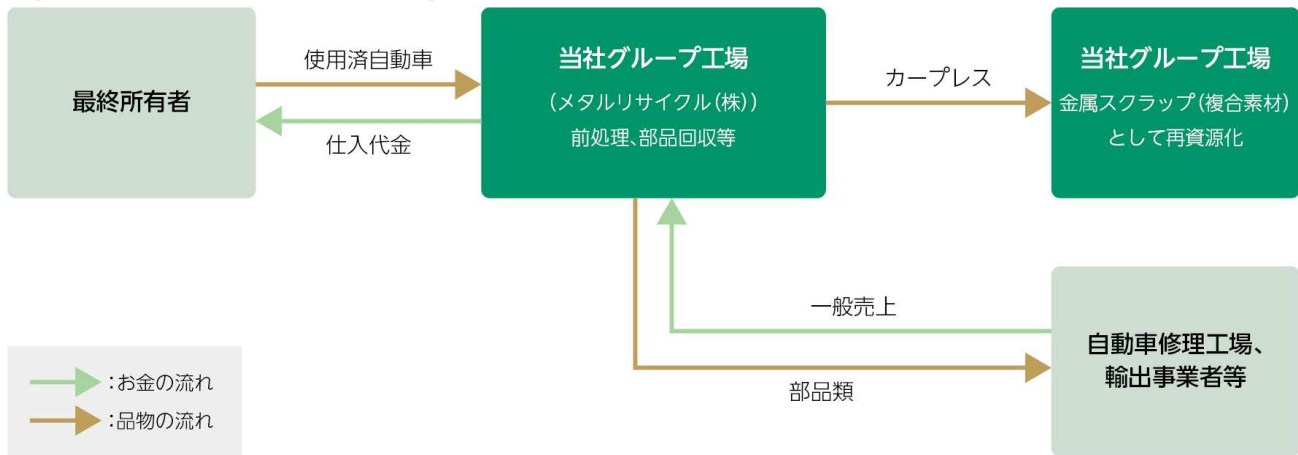 最終所有者
使用済自動車
仕入代金
当社グループ工場
(メタルリサイクル(株))
前処理、部品回収等
カープレス
当社グループ工場
金属スクラップ(複合素材)
として再資源化
一般売上
部品類
自動車修理工場、
輸出事業者等
:お金の流れ
:品物の流れ